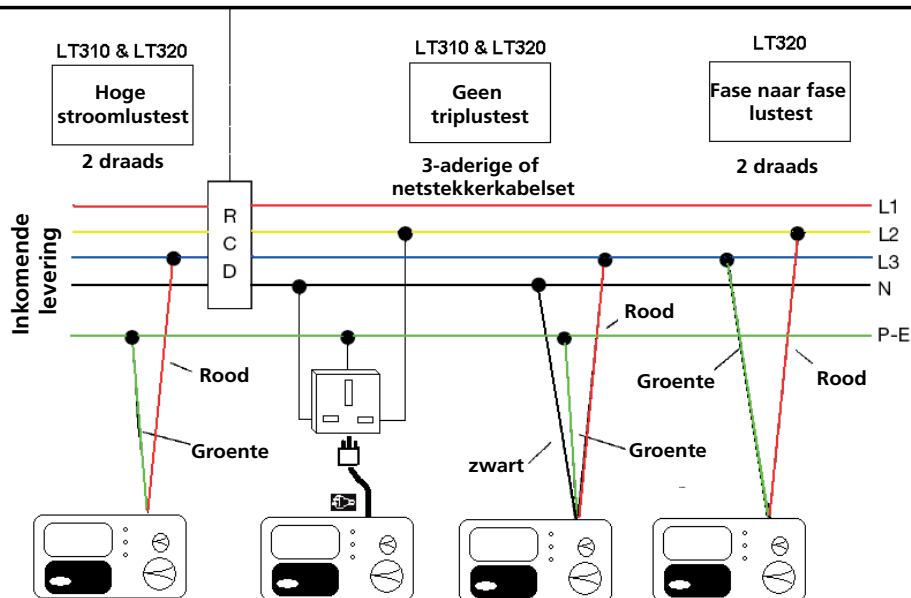 LT310 & LT320
Hoge
stroomlustest
2 draads
LT310 & LT320
Geen
triplustest
3-aderige of
netstekkerkabelset
LT320
Fase naar fase
lustest
2 draads
Inkomende
levering
R
C
D
L1
L2
L3
N
P-E
Rood
Groente
zwart
Rood
Groente
Groente
Rood